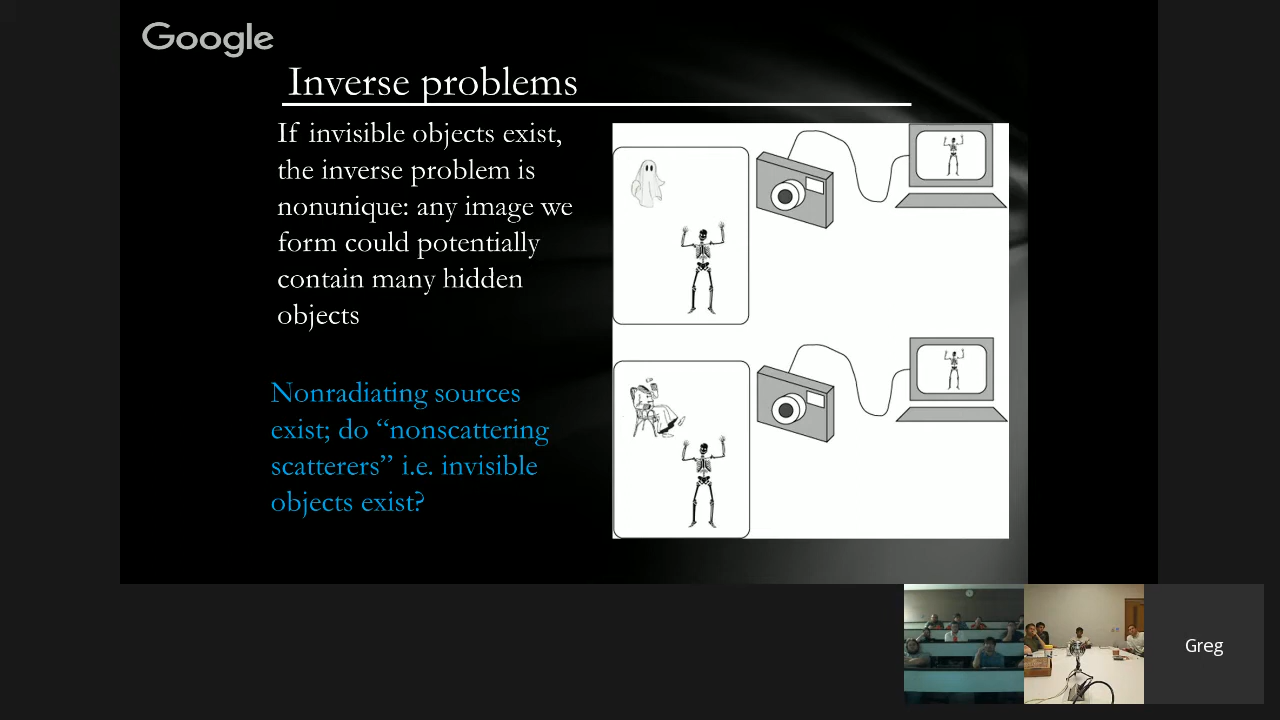 Google
Inverse problems
If invisible objects exist,
the inverse problem is
nonunique: any image we
form could potentially
contain many hidden
objects
Nonradiating sources
exist; do “nonscattering
scatterers” i.e. invisible
objects exist?
Greg